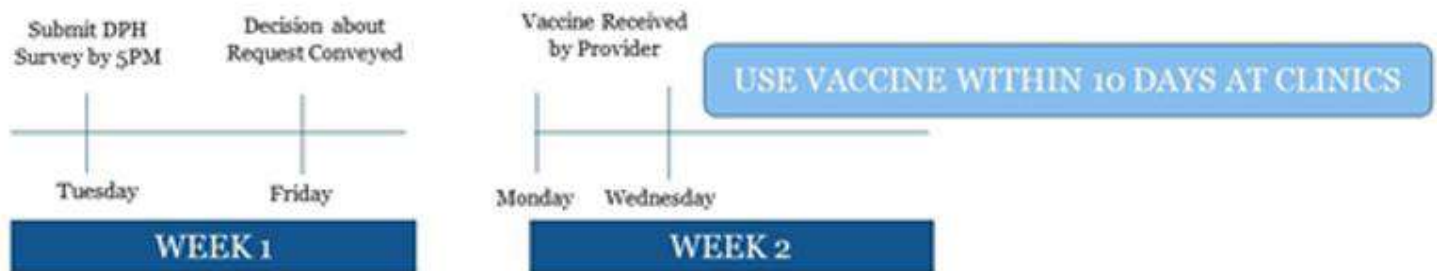 Submit DPH
Survey by 5PM
Decision about
Request Conveyed
Vaccine Received
by Provider
USE VACCINE WITHIN 10 DAYS AT CLINICS
Tuesday
Friday
Monday
Wednesday
WEEK 1
WEEK 2